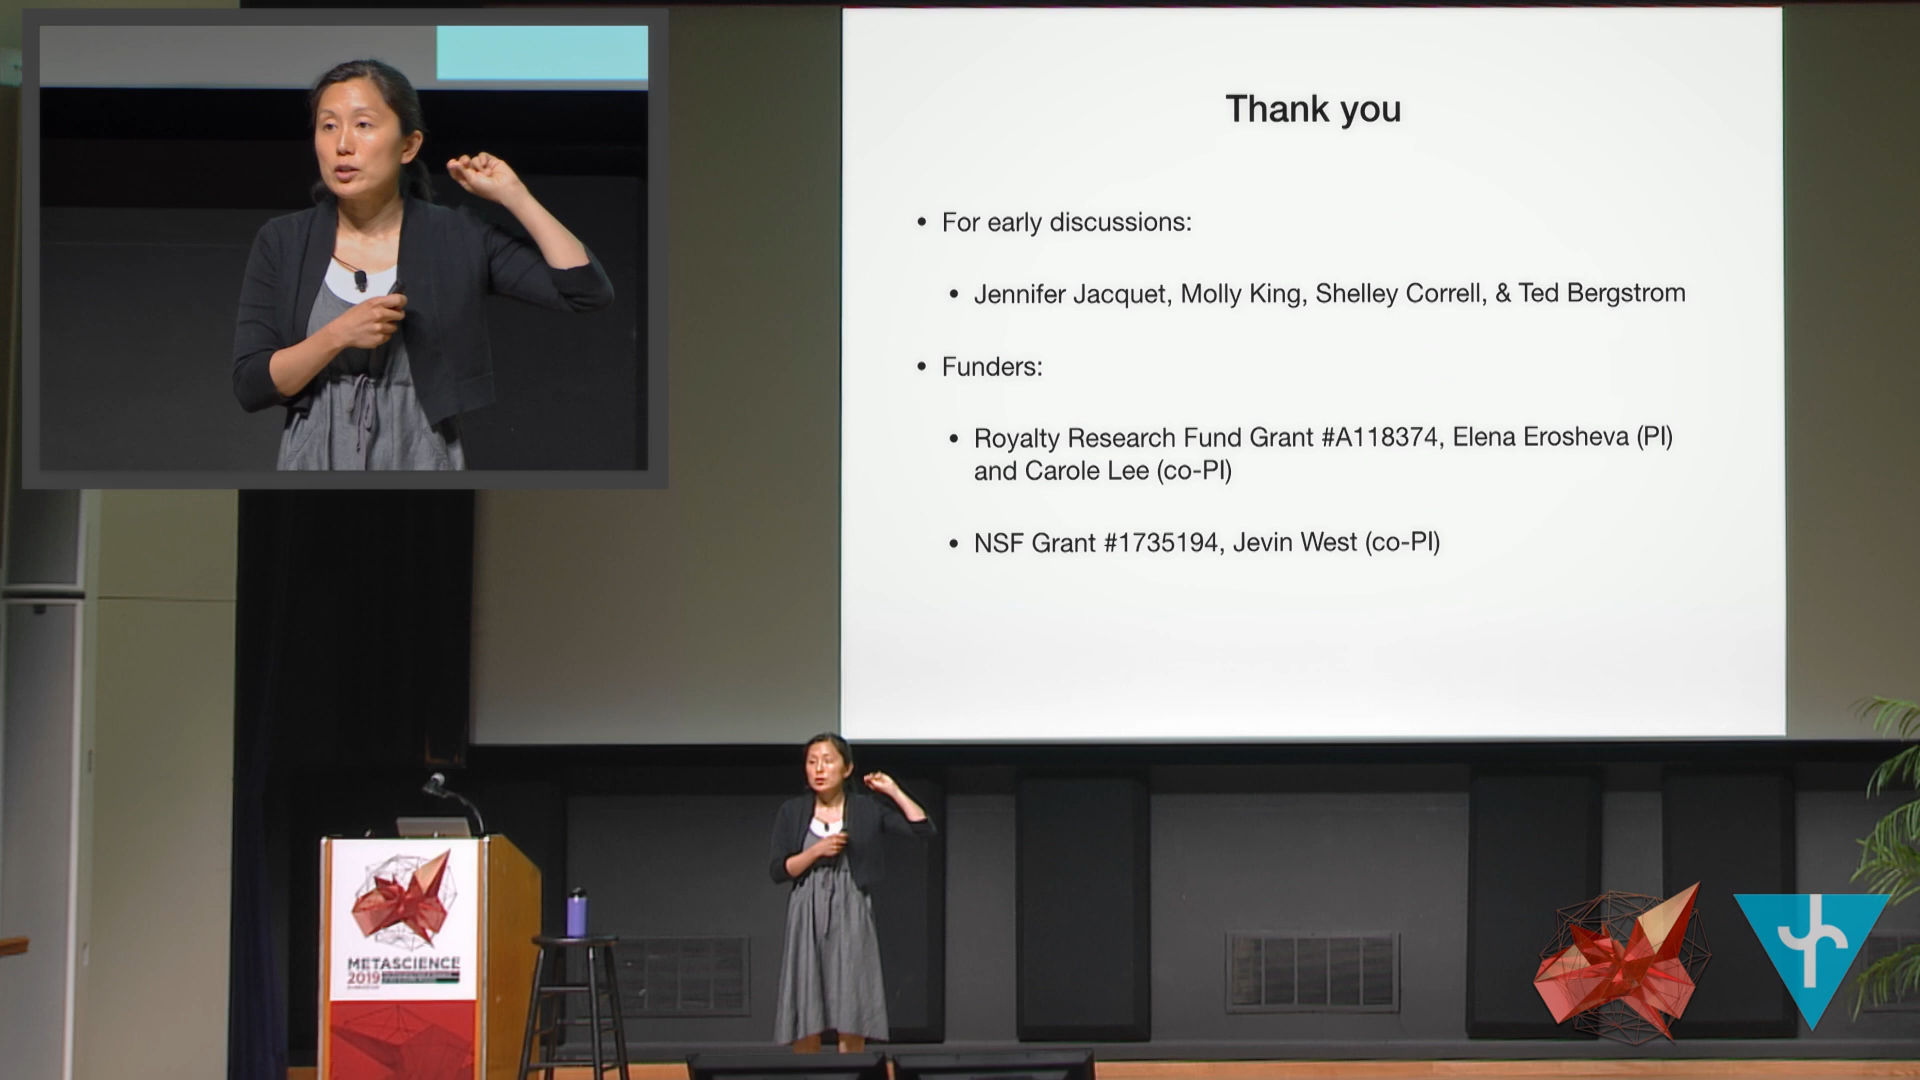 Thank you
• For early discussions:
• Jennifer Jacquet, Molly King, Shelley Correll, & Ted Bergstrom
• Funders:
• Royalty Research Fund Grant #A118374, Elena Erosheva (PI)
and Carole Lee (co-PI)
• NSF Grant #1735194, Jevin West (co-PI)
METASCIENCE
2019